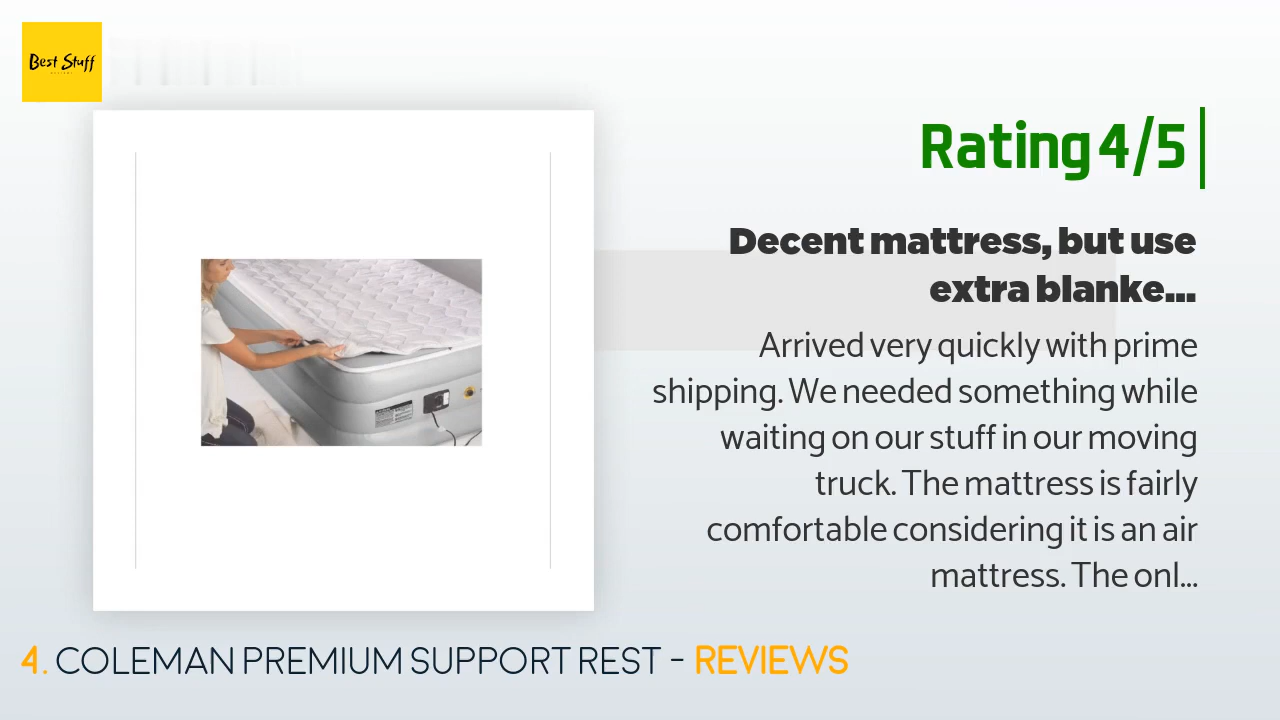 Best Stuff
Rating 4/5
Decent mattress, but use
extra blanke...
Arrived very quickly with prime
shipping. We needed something while
waiting on our stuff in our moving
truck. The mattress is fairly
comfortable considering it is an air
mattress. The onl...
4. COLEMAN PREMIUM SUPPORT REST - REVIEWS